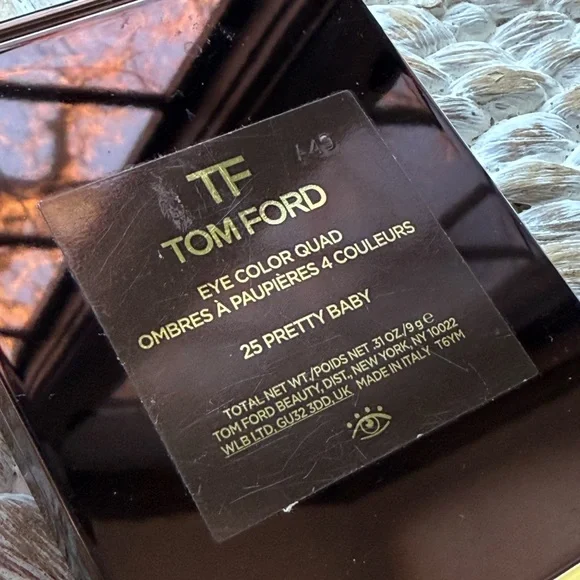 I49
TF
TOM FORD
EYE COLOR QUAD
OMBRES À PAUPIÈRES 4 COULEURS
25 PRETTY BABY
TOTAL NET WT./POIDS NET .31 OZ/9 g e
TOM FORD BEAUTY, DIST., NEW YORK, NY 10022
WLB LTD. GU32 3DD. UK MADE IN ITALY T6YM